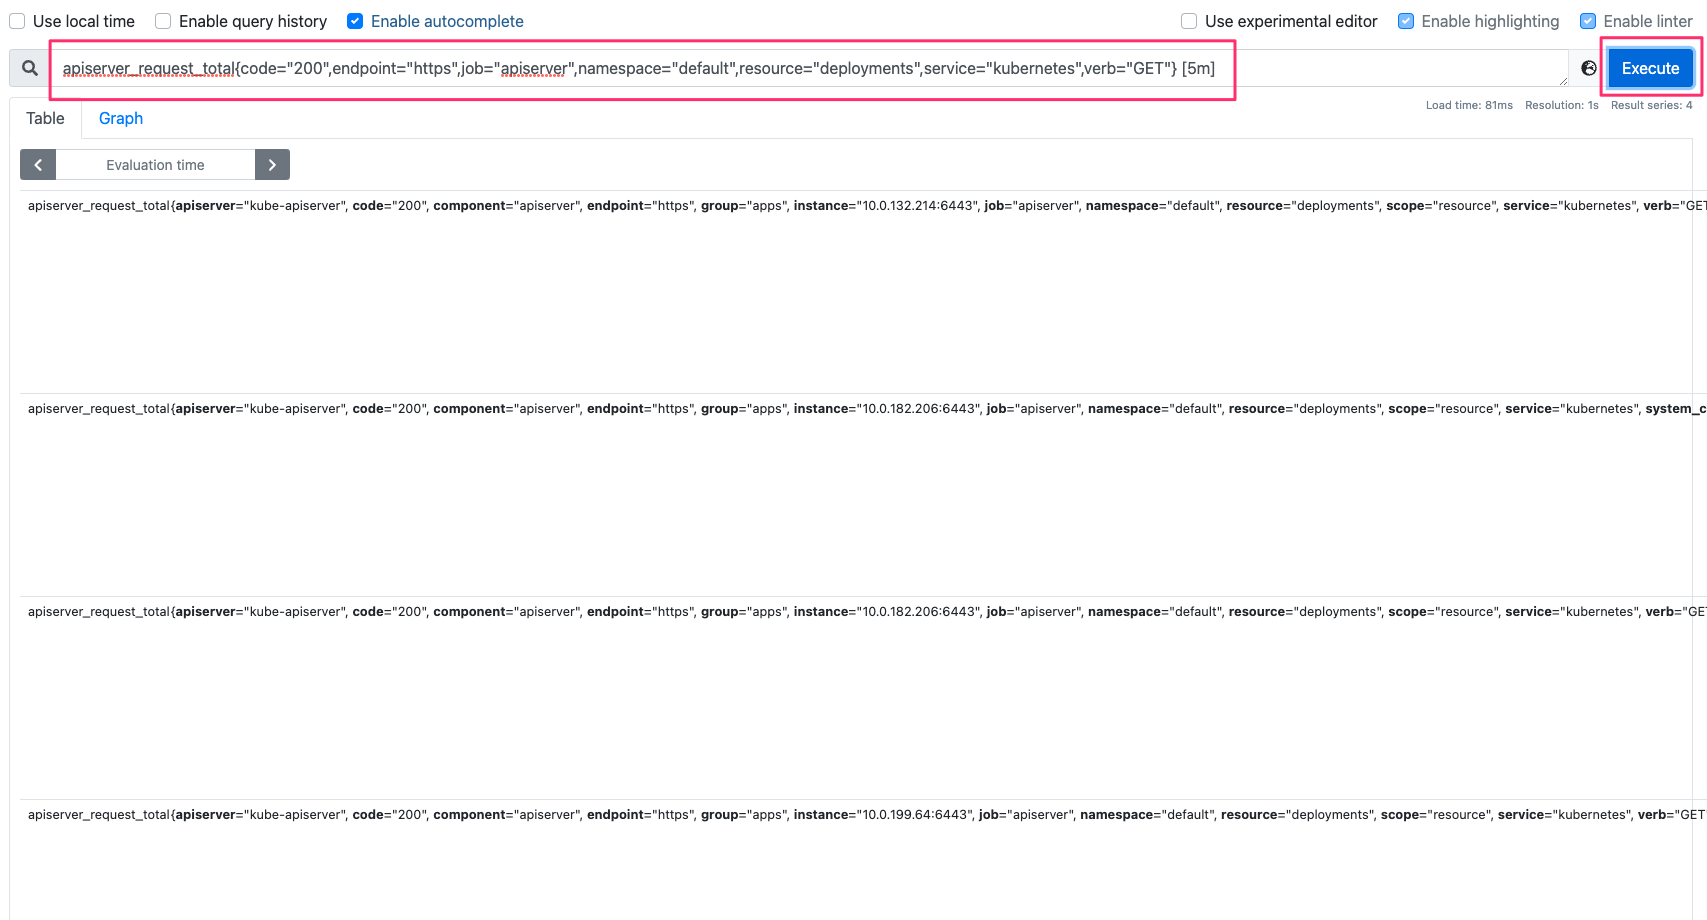 Use local time Enable query history Enable autocomplete Use experimental editor Enable highlighting Enable linter
apiserver_request_total{code="200",endpoint="https",job="apiserver",namespace="default",resource="deployments",service="kubernetes",verb="GET"} [5m] Execute
Load time: 81ms Resolution: 1s Result series: 4
Table Graph
Evaluation time
apiserver_request_total{apiserver="kube-apiserver", code="200", component="apiserver", endpoint="https", group="apps", instance="10.0.132.214:6443", job="apiserver", namespace="default", resource="deployments", scope="resource", service="kubernetes", verb="GET
apiserver_request_total{apiserver="kube-apiserver", code="200", component="apiserver", endpoint="https", group="apps", instance="10.0.182.206:6443", job="apiserver", namespace="default", resource="deployments", scope="resource", service="kubernetes", system_c
apiserver_request_total{apiserver="kube-apiserver", code="200", component="apiserver", endpoint="https", group="apps", instance="10.0.182.206:6443", job="apiserver", namespace="default", resource="deployments", scope="resource", service="kubernetes", verb="GET
apiserver_request_total{apiserver="kube-apiserver", code="200", component="apiserver", endpoint="https", group="apps", instance="10.0.199.64:6443", job="apiserver", namespace="default", resource="deployments", scope="resource", service="kubernetes", verb="GET"